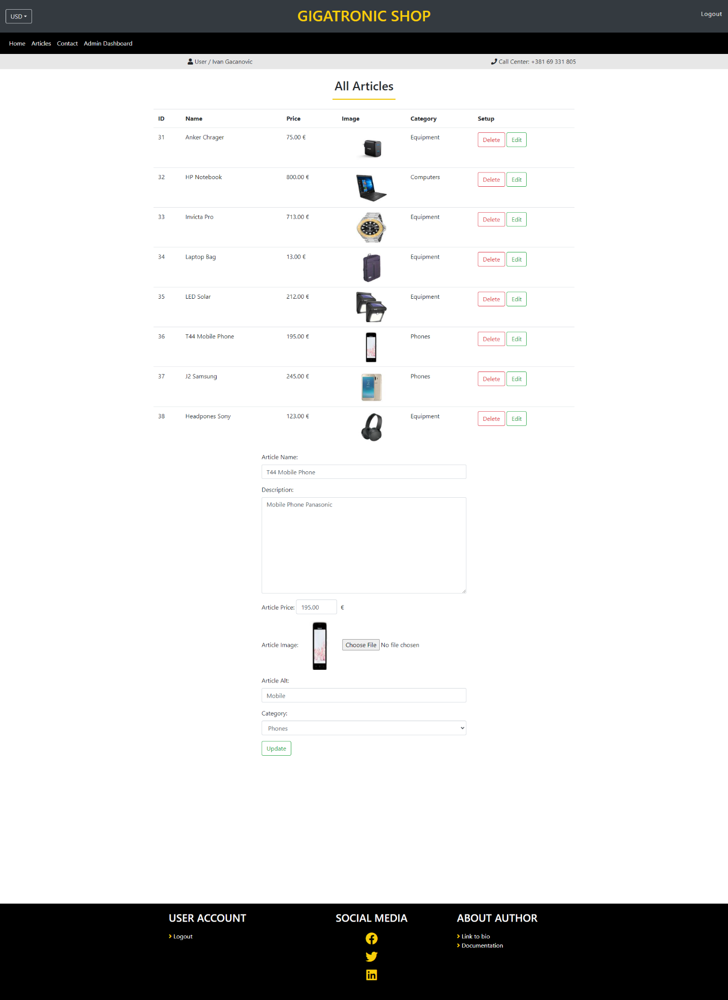 USD
GIGATRONIC SHOP
Logout
Home Articles Contact Admin Dashboard
User / Ivan Gacanovic
Call Center: +381 69 331 805
All Articles
ID Name Price Image Category Setup
31 Anker Chrager 75.00 € Equipment Delete Edit
32 HP Notebook 800.00 € Computers Delete Edit
33 Invicta Pro 713.00 € Equipment Delete Edit
34 Laptop Bag 13.00 € Equipment Delete Edit
35 LED Solar 212.00 € Equipment Delete Edit
36 T44 Mobile Phone 195.00 € Phones Delete Edit
37 J2 Samsung 245.00 € Phones Delete Edit
38 Headpones Sony 123.00 € Equipment Delete Edit
Article Name:
T44 Mobile Phone
Description:
Mobile Phone Panasonic
Article Price: 195.00 €
Article Image: Choose File No file chosen
Article Alt:
Mobile
Category:
Phones
Update
USER ACCOUNT
Logout
SOCIAL MEDIA
ABOUT AUTHOR
Link to bio
Documentation